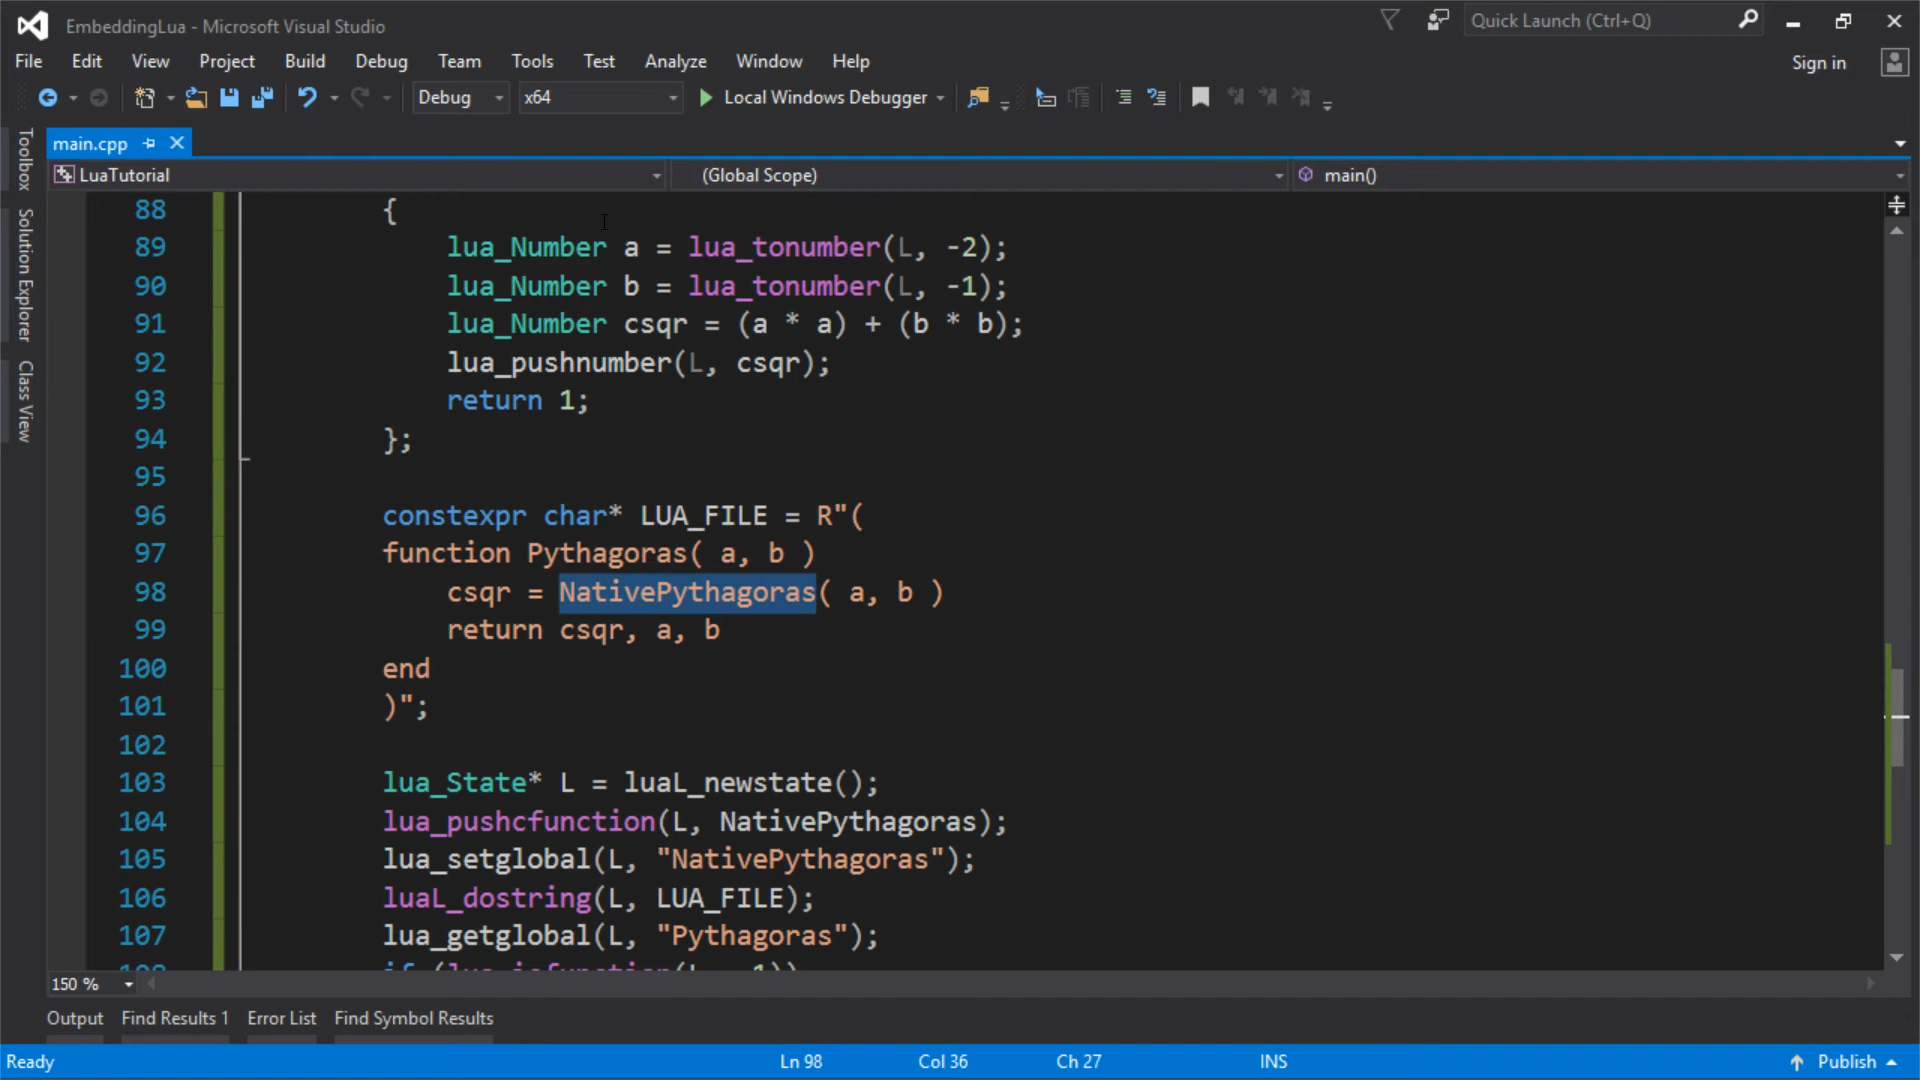 EmbeddingLua - Microsoft Visual Studio
Quick Launch (Ctrl+Q)
File Edit View Project Build Debug Team Tools Test Analyze Window Help
Sign in
Debug x64 Local Windows Debugger
Toolbox
Solution Explorer
Class View
main.cpp
LuaTutorial (Global Scope) main()
88 {
89 lua_Number a = lua_tonumber(L, -2);
90 lua_Number b = lua_tonumber(L, -1);
91 lua_Number csqr = (a * a) + (b * b);
92 lua_pushnumber(L, csqr);
93 return 1;
94 };
95
96 constexpr char* LUA_FILE = R"(
97 function Pythagoras( a, b )
98 csqr = NativePythagoras( a, b )
99 return csqr, a, b
100 end
101 )";
102
103 lua_State* L = luaL_newstate();
104 lua_pushcfunction(L, NativePythagoras);
105 lua_setglobal(L, "NativePythagoras");
106 luaL_dostring(L, LUA_FILE);
107 lua_getglobal(L, "Pythagoras");
150 %
Output Find Results 1 Error List Find Symbol Results
Ready Ln 98 Col 36 Ch 27 INS Publish